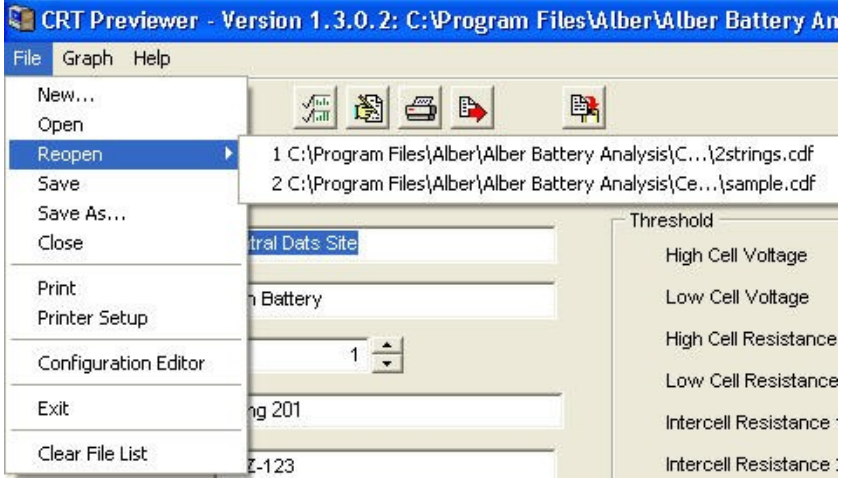 CRT Previewer - Version 1.3.0.2: C:\Program Files\Alber\Alber Battery An
File Graph Help
New...
Open
Reopen
1 C:\Program Files\Alber\Alber Battery Analysis\C...\2strings.cdf
Save
2 C:\Program Files\Alber\Alber Battery Analysis\Ce...\sample.cdf
Save As...
Threshold
Close
tral Dats Site
High Cell Voltage
Print
n Battery
Low Cell Voltage
Printer Setup
High Cell Resistance
Configuration Editor
1
Low Cell Resistance
Exit
ng 201
Intercell Resistance
Clear File List
Z-123
Intercell Resistance